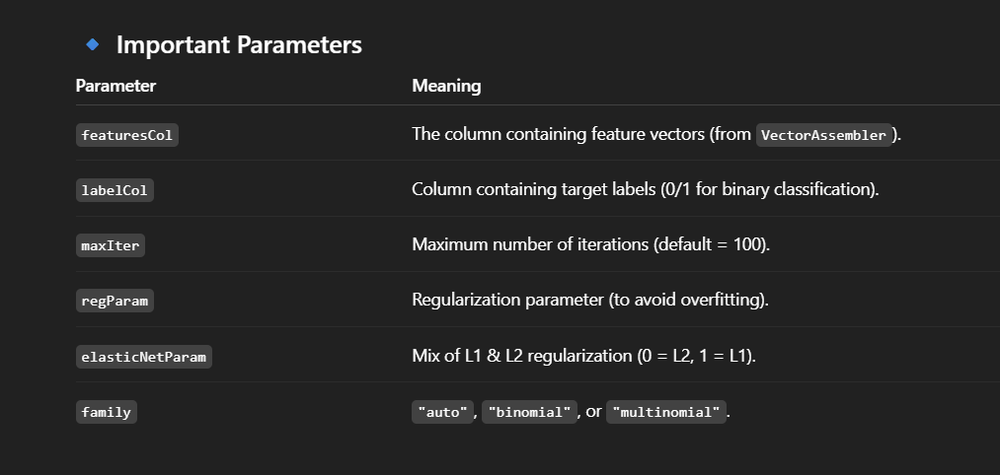 Important Parameters
Parameter Meaning
featuresCol The column containing feature vectors (from VectorAssembler).
labelCol Column containing target labels (0/1 for binary classification).
maxIter Maximum number of iterations (default = 100).
regParam Regularization parameter (to avoid overfitting).
elasticNetParam Mix of L1 & L2 regularization (0 = L2, 1 = L1).
family "auto", "binomial", or "multinomial".